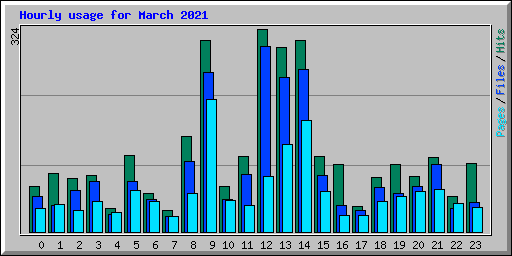 Hourly usage for March 2021
324
Pages / Files / Hits
0 1 2 3 4 5 6 7 8 9 10 11 12 13 14 15 16 17 18 19 20 21 22 23